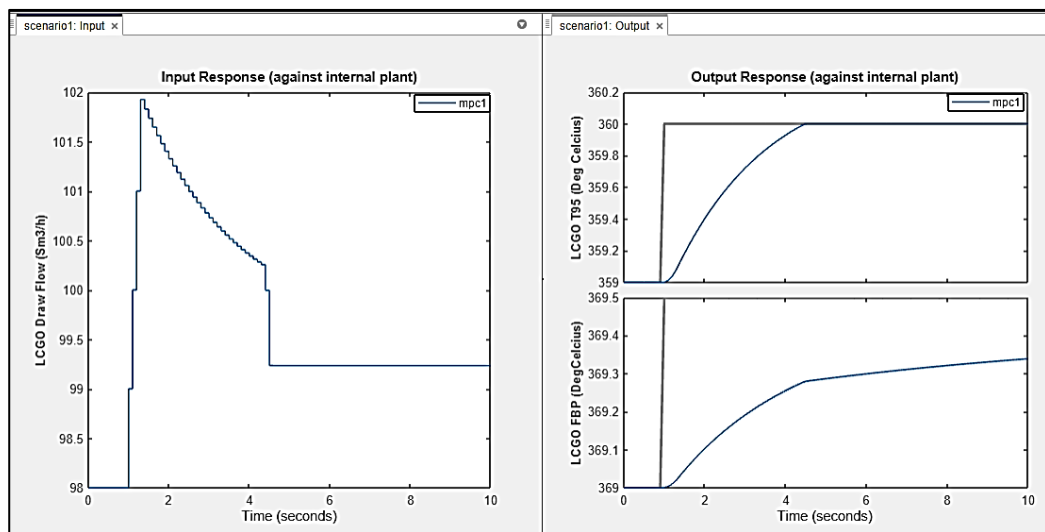 scenario1: Input ×
scenario1: Output ×
Input Response (against internal plant)
mpc1
LCGO Draw Flow (Sm3/h)
102
101.5
101
100.5
100
99.5
99
98.5
98
0 2 4 6 8 10
Time (seconds)
Output Response (against internal plant)
mpc1
LCGO T95 (Deg Celcius)
360.2
360
359.8
359.6
359.4
359.2
359
LCGO FBP (DegCelcius)
369.5
369.4
369.3
369.2
369.1
369
0 2 4 6 8 10
Time (seconds)